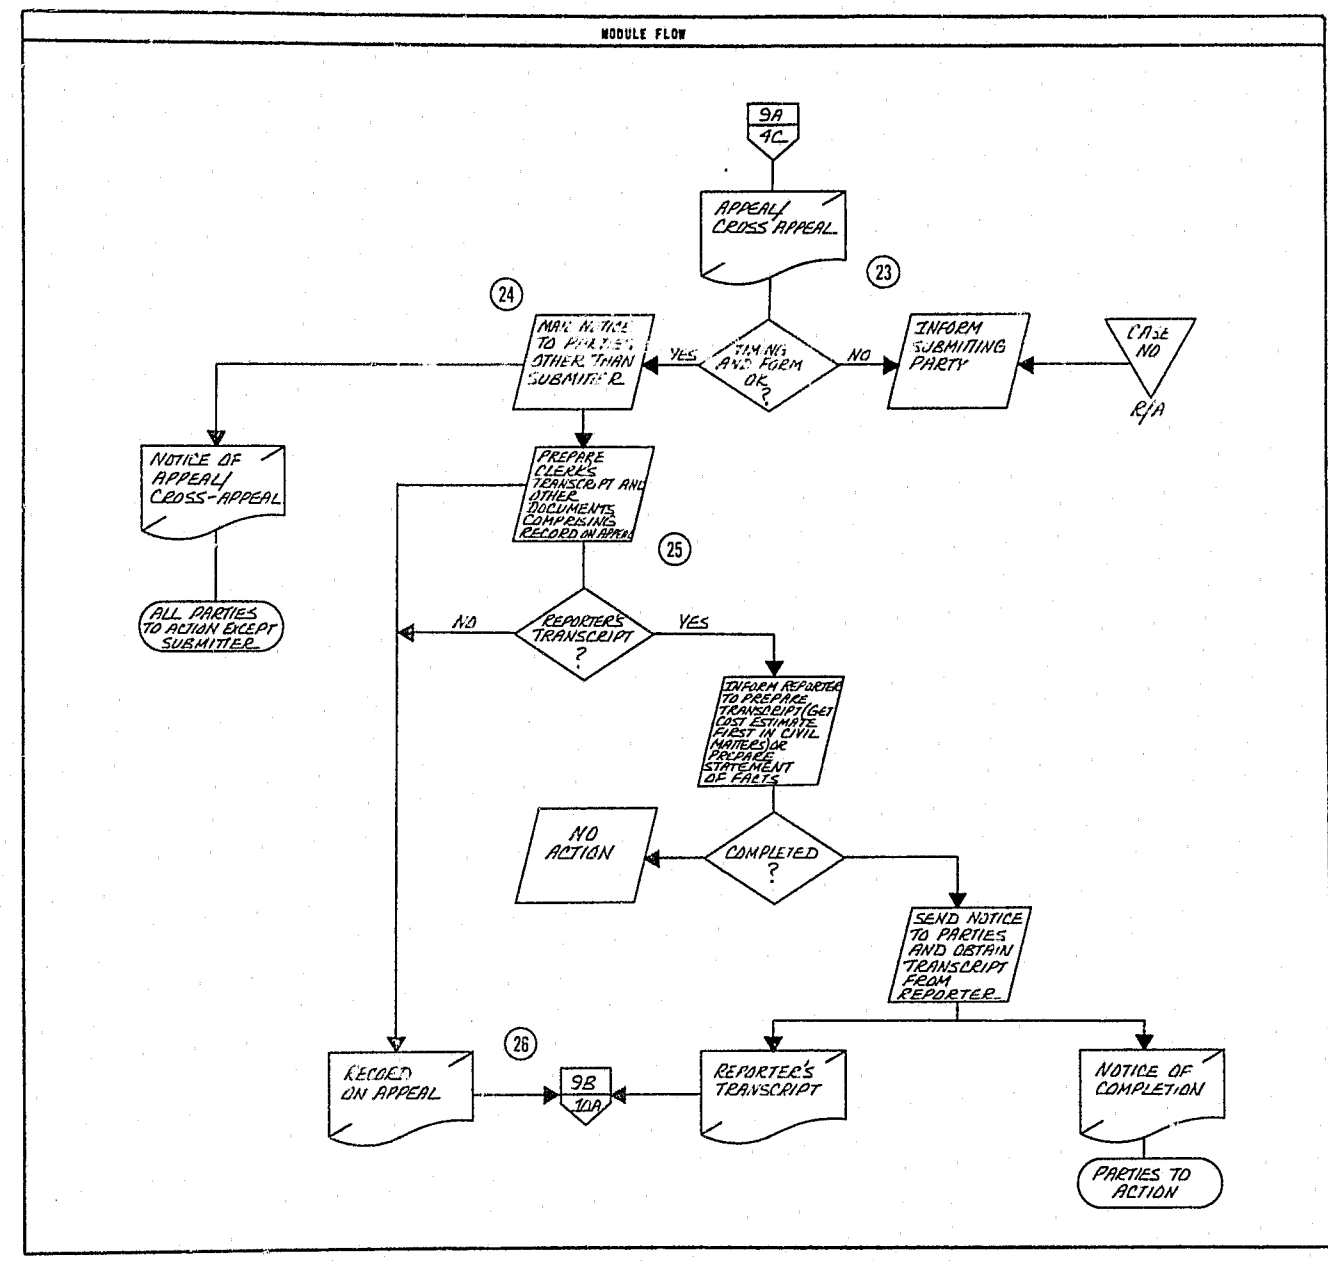 MODULE FLOW
9A
4C
APPEAL/
CROSS APPEAL
23
24
MAIL NOTICE
TO PARTIES
OTHER THAN
SUBMITTER
YES
TIMING
AND FORM
OK
?
NO
INFORM
SUBMITING
PARTY
CASE
NO
R/A
NOTICE OF
APPEAL/
CROSS-APPEAL
ALL PARTIES
TO ACTION EXCEPT
SUBMITTER
PREPARE
CLERKS
TRANSCRIPT AND
OTHER
DOCUMENTS
COMPRISING
RECORD ON APPEAL
25
NO
REPORTER'S
TRANSCRIPT
?
YES
INFORM REPORTER
TO PREPARE
TRANSCRIPT (GET
COST ESTIMATE
FIRST IN CIVIL
MATTERS) OR
PREPARE
STATEMENT
OF FACTS
NO
ACTION
COMPLETED
?
SEND NOTICE
TO PARTIES
AND OBTAIN
TRANSCRIPT
FROM
REPORTER
26
RECORD
ON APPEAL
9B
10A
REPORTER'S
TRANSCRIPT
NOTICE OF
COMPLETION
PARTIES TO
ACTION